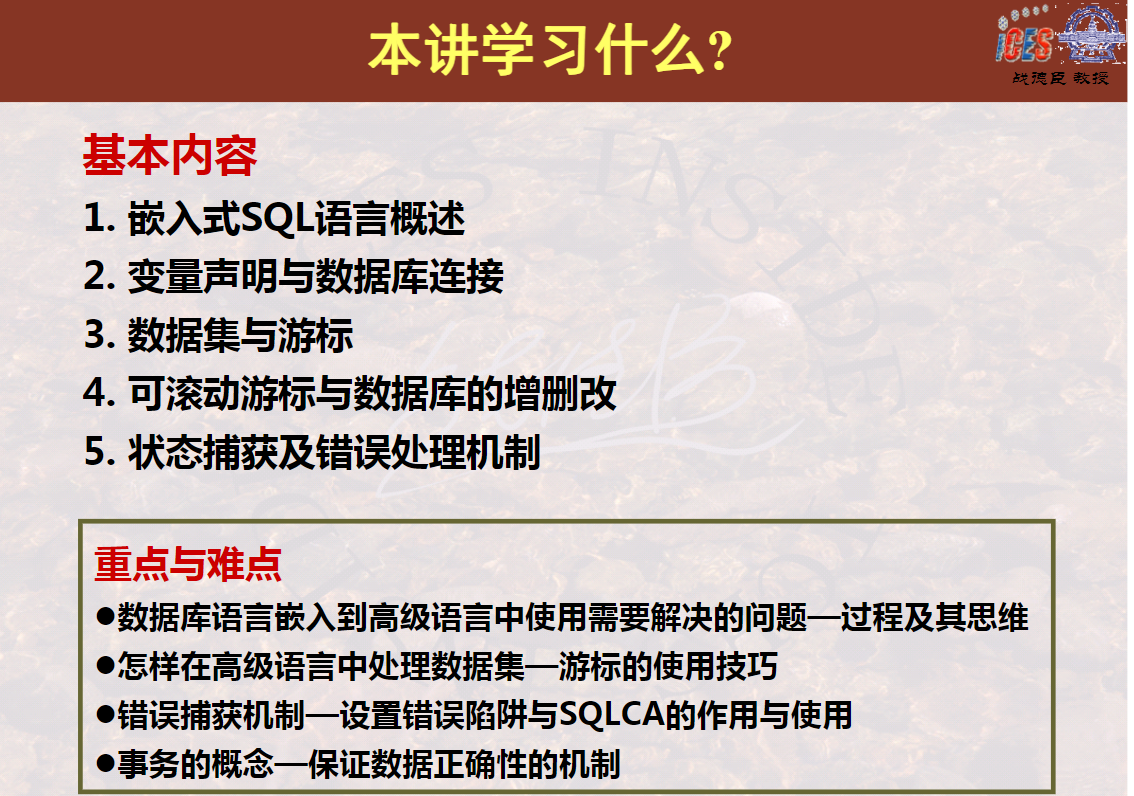 本讲学习什么?
ICES
战德臣 教授
基本内容
1. 嵌入式SQL语言概述
2. 变量声明与数据库连接
3. 数据集与游标
4. 可滚动游标与数据库的增删改
5. 状态捕获及错误处理机制
重点与难点
●数据库语言嵌入到高级语言中使用需要解决的问题—过程及其思维
●怎样在高级语言中处理数据集—游标的使用技巧
●错误捕获机制—设置错误陷阱与SQLCA的作用与使用
●事务的概念—保证数据正确性的机制